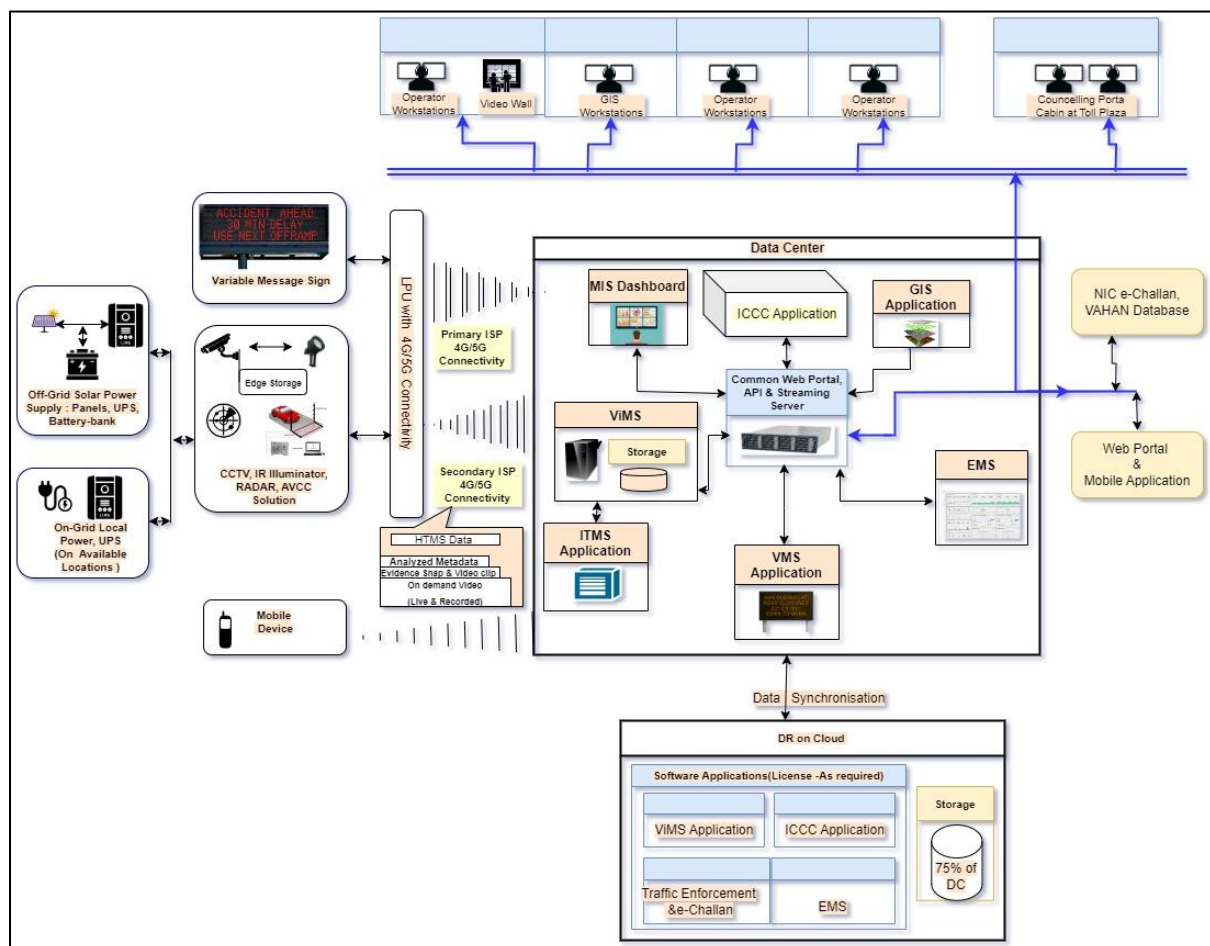 Operator
Workstations
Video Wall
GIS
Workstations
Operator
Workstations
Operator
Workstations
Councelling Porta
Cabin at Toll Plaza
ACCIDENT AHEAD
30 MIN DELAY
USE NEXT OFFRAMP
Variable Message Sign
LPU with 4G/5G Connectivity
Primary ISP
4G/5G
Connectivity
Secondary ISP
4G/5G
Connectivity
HTMS Data
Analyzed Metadata
Evidence Snap & Video clip
On demand Video
(Live & Recorded)
Off-Grid Solar Power
Supply : Panels, UPS,
Battery-bank
On-Grid Local
Power, UPS
(On Available
Locations )
Edge Storage
CCTV, IR Illuminator,
RADAR, AVCC
Solution
Mobile
Device
Data Center
MIS Dashboard
ICCC Application
GIS
Application
Common Web Portal,
API & Streaming
Server
ViMS
Storage
ITMS
Application
VMS
Application
EMS
NIC e-Challan,
VAHAN Database
Web Portal
&
Mobile Application
Data Synchronisation
DR on Cloud
Software Applications(License -As required)
ViMS Application
ICCC Application
Traffic Enforcement
&e-Challan
EMS
Storage
75% of
DC